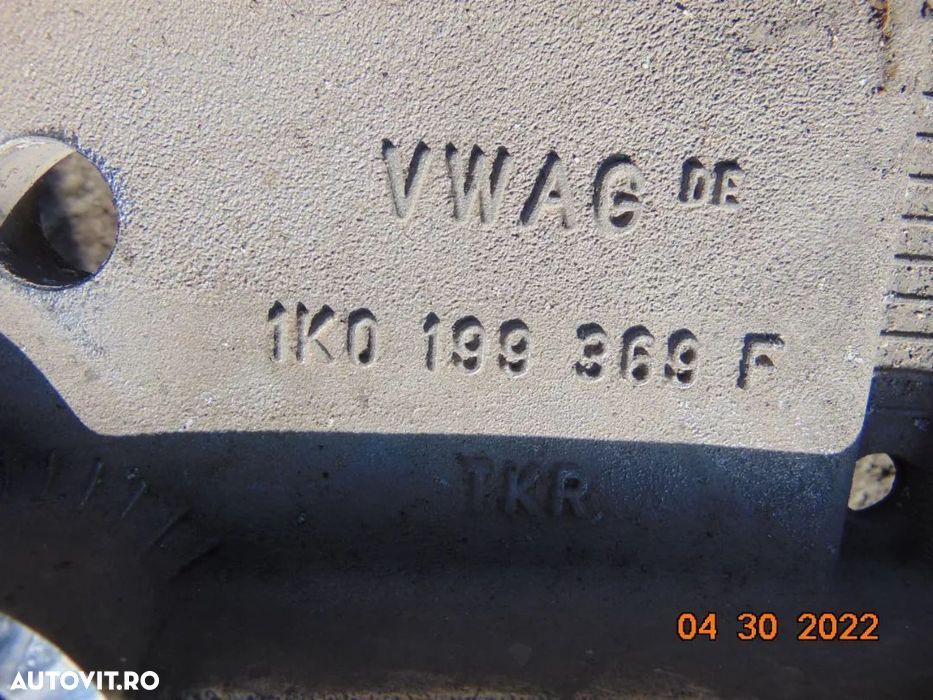 VWAG DE
1K0 199 369 F
TKR
04 30 2022
AUTOVIT.RO